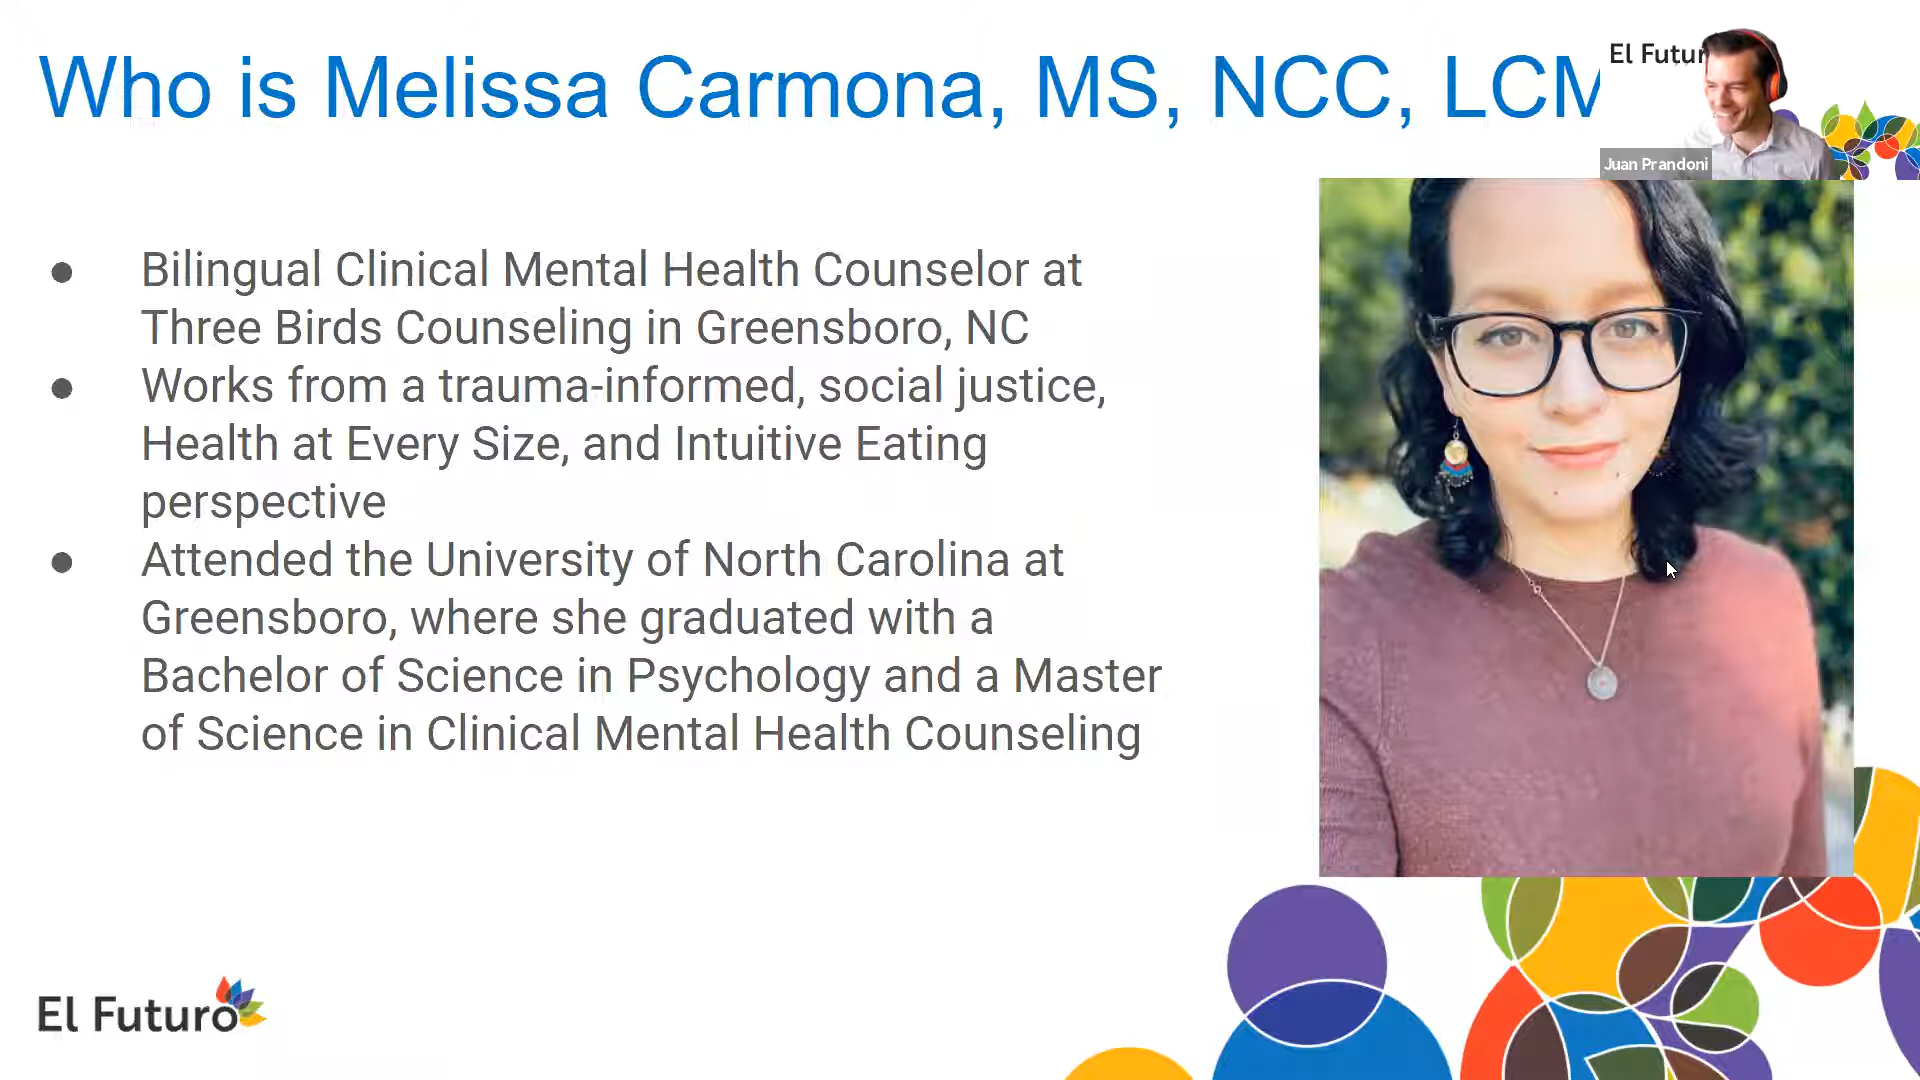 Who is Melissa Carmona, MS, NCC, LCM
El Futur
Juan Prandoni
● Bilingual Clinical Mental Health Counselor at
Three Birds Counseling in Greensboro, NC
● Works from a trauma-informed, social justice,
Health at Every Size, and Intuitive Eating
perspective
● Attended the University of North Carolina at
Greensboro, where she graduated with a
Bachelor of Science in Psychology and a Master
of Science in Clinical Mental Health Counseling
El Futuro